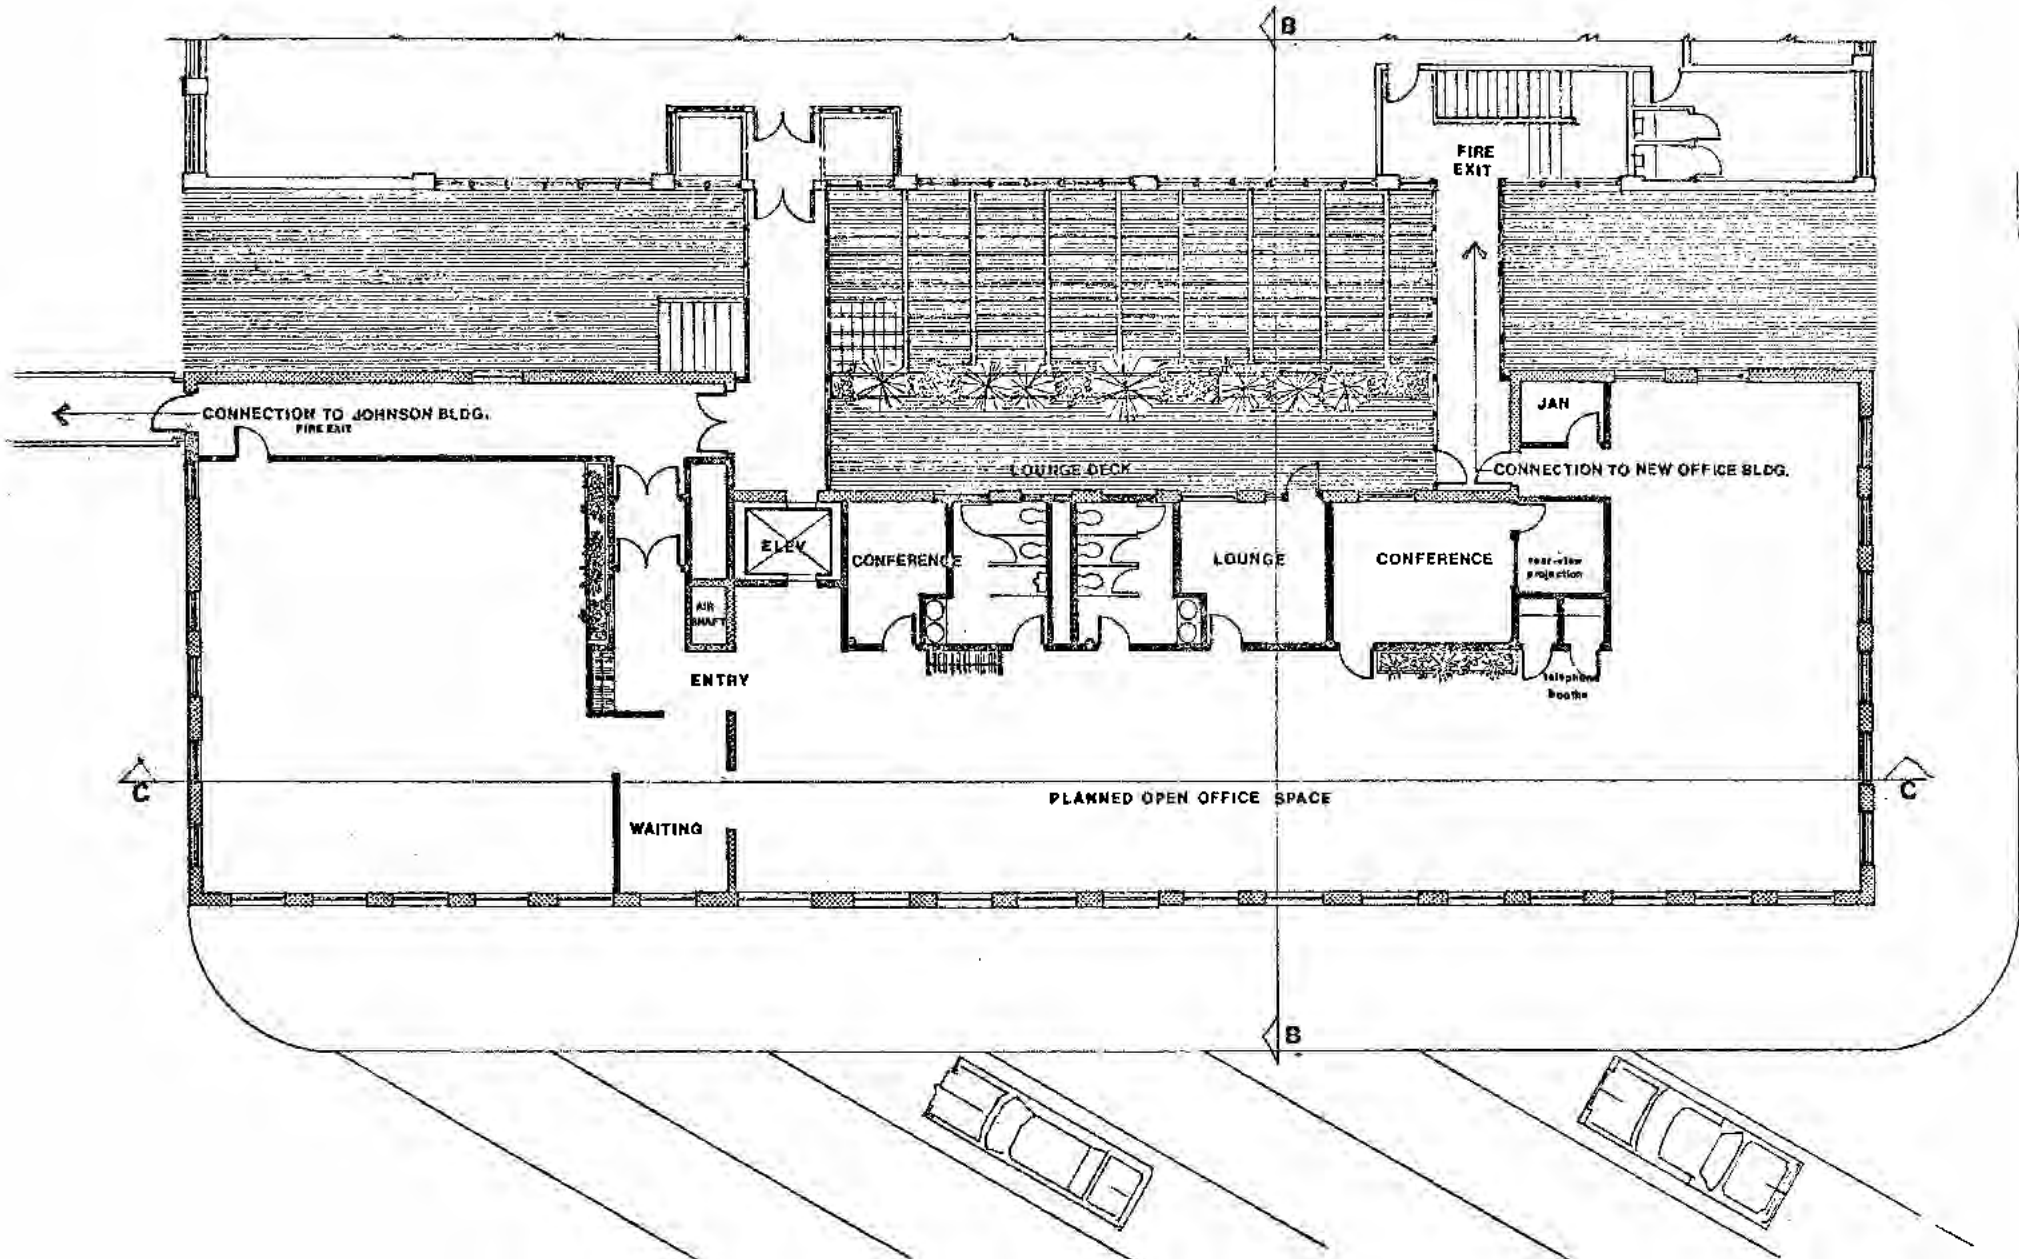 B
FIRE
EXIT
CONNECTION TO JOHNSON BLDG.
FIRE EXIT
JAN
LOUNGE DECK
CONNECTION TO NEW OFFICE BLDG.
ELEV.
CONFERENCE
LOUNGE
CONFERENCE
rear-view
projection
AIR
SHAFT
ENTRY
telephone
booths
C
C
PLANNED OPEN OFFICE SPACE
WAITING
B